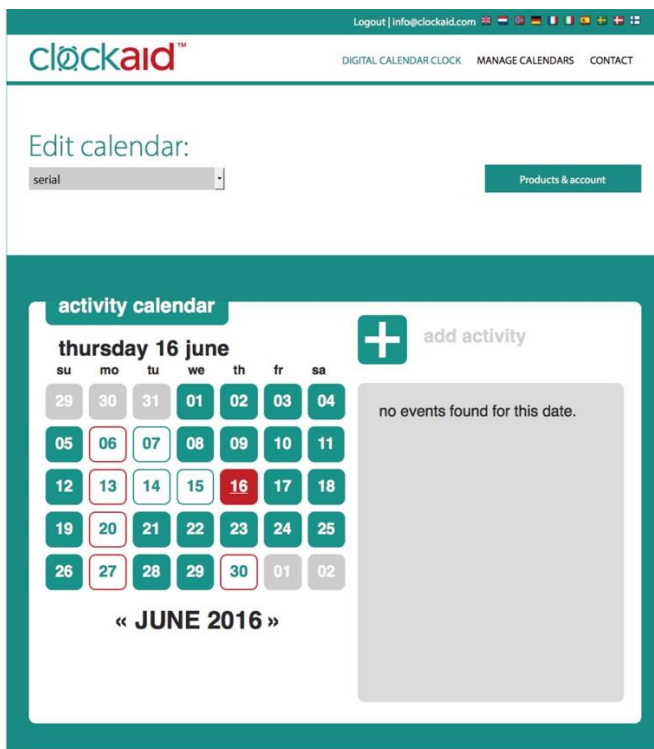 Logout | info@clockaid.com
clockaid™
DIGITAL CALENDAR CLOCK MANAGE CALENDARS CONTACT
Edit calendar:
serial
Products & account
activity calendar
add activity
thursday 16 june
su mo tu we th fr sa
29 30 31 01 02 03 04
no events found for this date.
05 06 07 08 09 10 11
12 13 14 15 16 17 18
19 20 21 22 23 24 25
26 27 28 29 30 01 02
« JUNE 2016 »